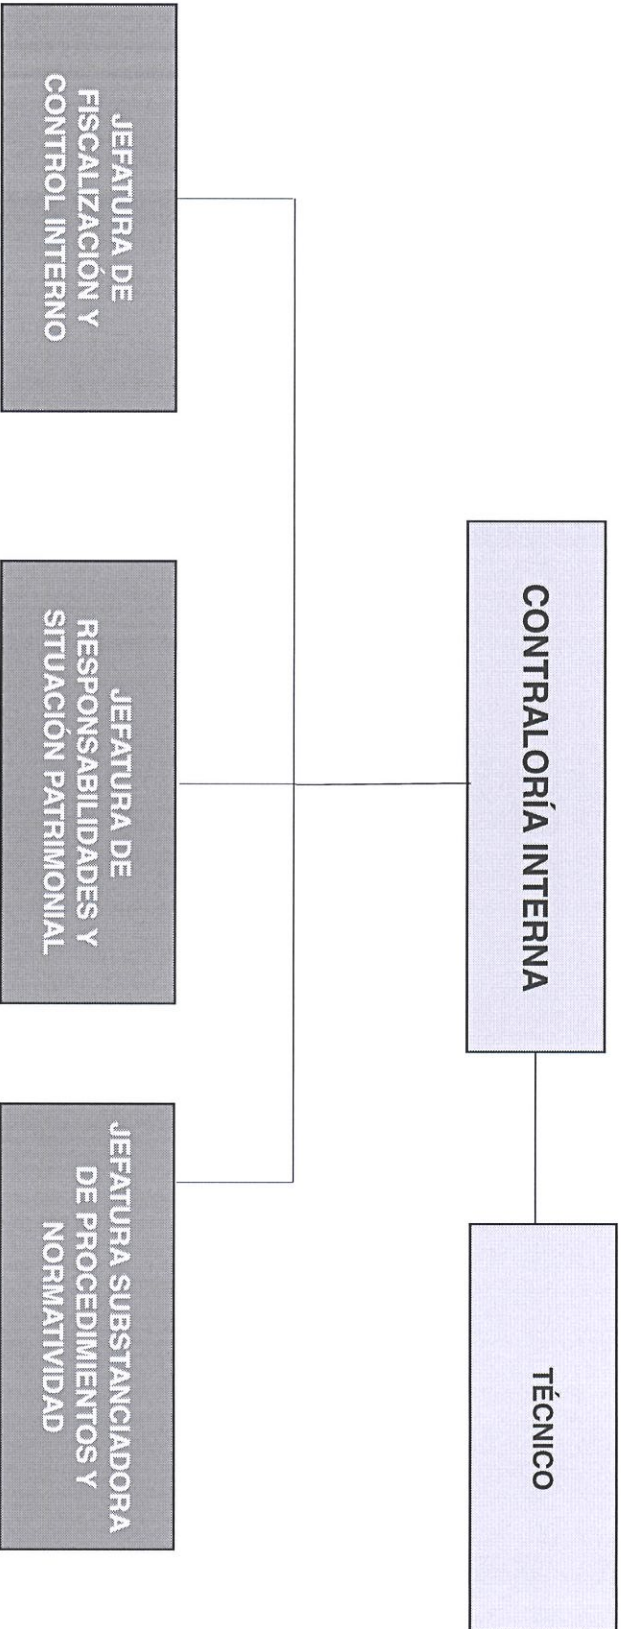 CONTRALORÍA INTERNA
TÉCNICO
JEFATURA DE
FISCALIZACIÓN Y
CONTROL INTERNO
JEFATURA DE
RESPONSABILIDADES Y
SITUACIÓN PATRIMONIAL
JEFATURA SUBSTANCIADORA
DE PROCEDIMIENTOS Y
NORMATIVIDAD